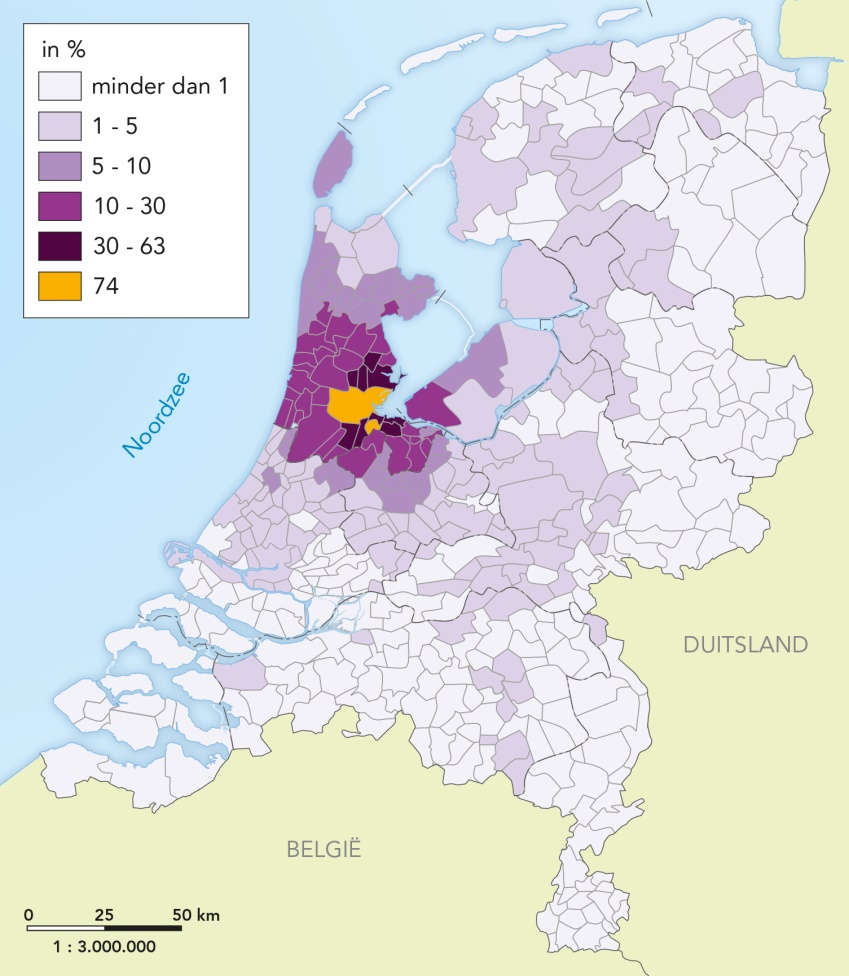 in %
minder dan 1
1 - 5
5 - 10
10 - 30
30 - 63
74
Noordzee
DUITSLAND
BELGIË
0 25 50 km
1 : 3.000.000